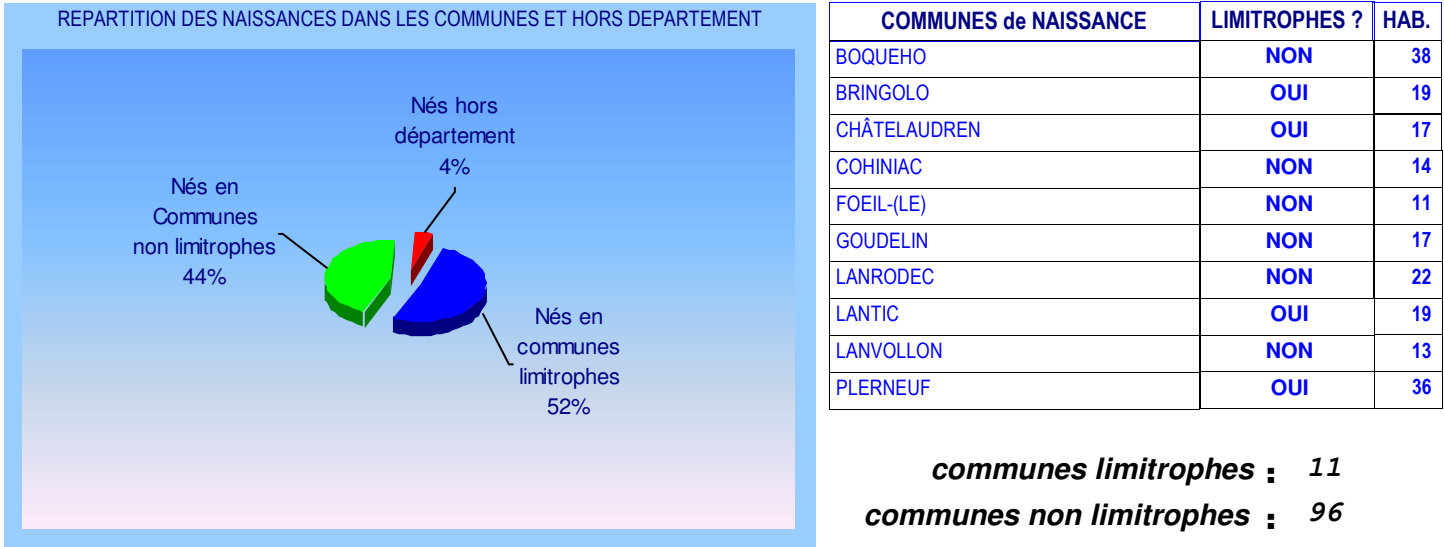 REPARTITION DES NAISSANCES DANS LES COMMUNES ET HORS DEPARTEMENT
Nés hors
département
4%
Nés en
Communes
non limitrophes
44%
Nés en
communes
limitrophes
52%
COMMUNES de NAISSANCE LIMITROPHES ? HAB.
BOQUEHO NON 38
BRINGOLO OUI 19
CHÂTELAUDREN OUI 17
COHINIAC NON 14
FOEIL-(LE) NON 11
GOUDELIN NON 17
LANRODEC NON 22
LANTIC OUI 19
LANVOLLON NON 13
PLERNEUF OUI 36
communes limitrophes : 11
communes non limitrophes : 96